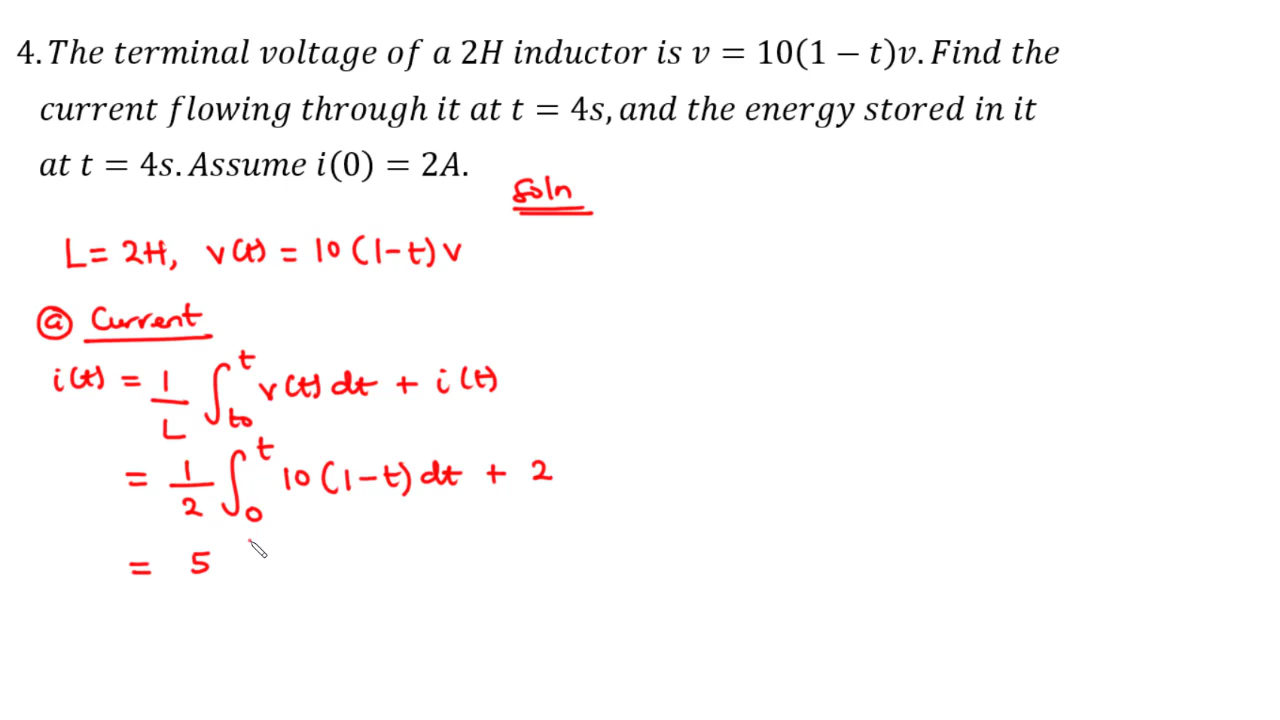 4. The terminal voltage of a 2H inductor is v = 10(1 − t)v. Find the
current flowing through it at t = 4s, and the energy stored in it
at t = 4s. Assume i(0) = 2A.
Soln
L = 2H, v(t) = 10(1-t)v
ⓐ Current
i(t) = 1/L ∫_{to}^{t} v(t) dt + i(t)
= 1/2 ∫_{0}^{t} 10(1-t) dt + 2
= 5